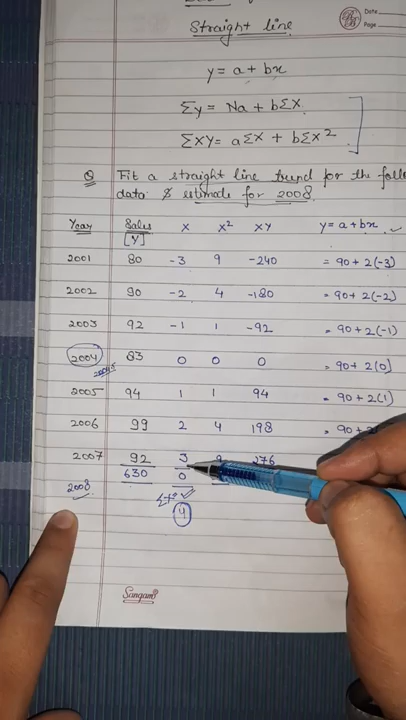 Straight line
Date
Page
y = a + bx
Σy = Na + bΣx
ΣXY = aΣX + bΣx²
Q Fit a straight line trend for the foll
data & estimate for 2008.
Year Sales [Y] X X² XY y = a + bx
2001 80 -3 9 -240 = 90 + 2(-3)
2002 90 -2 4 -180 = 90 + 2(-2)
2003 92 -1 1 -92 = 90 + 2(-1)
2004 83 0 0 0 = 90 + 2(0)
2005 94 1 1 94 = 90 + 2(1)
2006 99 2 4 198 = 90 + 2
2007 92 3 9 276
630 0
2008
4
Sangam